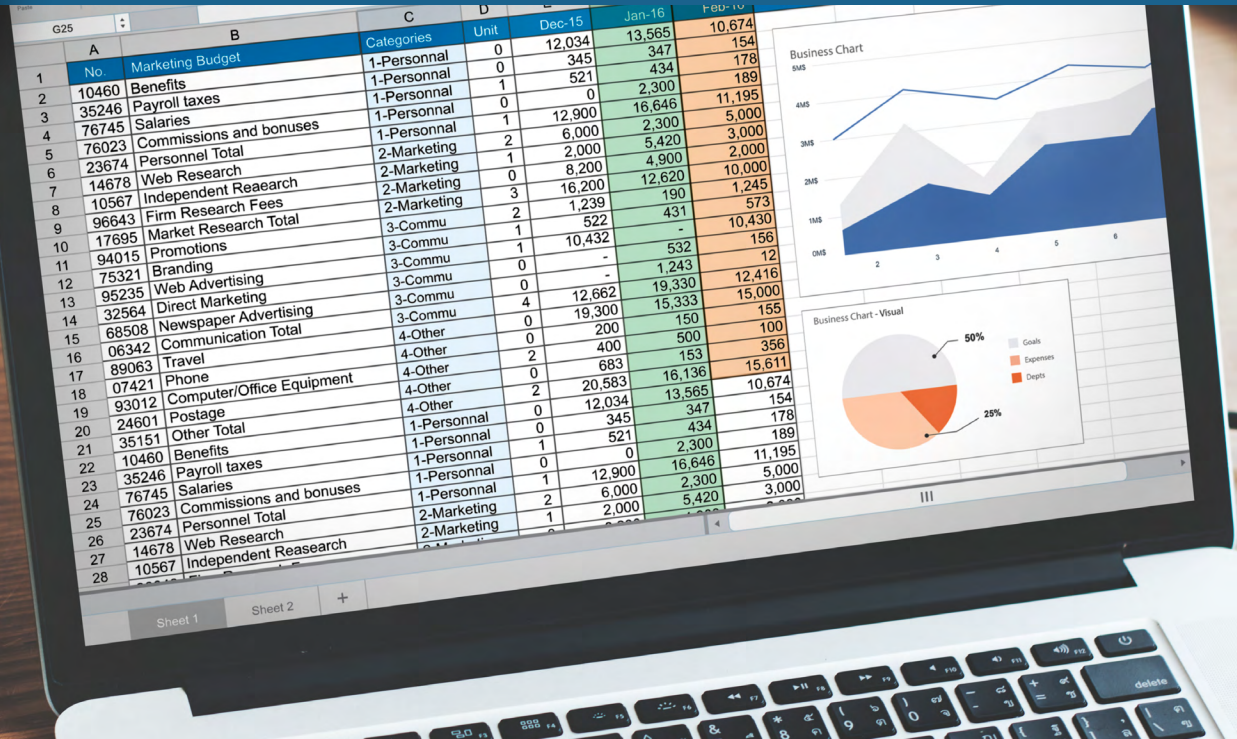 G25
A B C D
1 No. Marketing Budget Categories Unit Dec-15 Jan-16 Feb-16
2 10460 Benefits 1-Personnal 0 12,034 13,565 10,674
3 35246 Payroll taxes 1-Personnal 0 345 347 154
4 76745 Salaries 1-Personnal 1 521 434 178
5 76023 Commissions and bonuses 1-Personnal 0 0 2,300 189
6 23674 Personnel Total 1-Personnal 1 12,900 16,646 11,195
7 14678 Web Research 2-Marketing 2 6,000 2,300 5,000
8 10567 Independent Reaearch 2-Marketing 1 2,000 5,420 3,000
9 96643 Firm Research Fees 2-Marketing 0 8,200 4,900 2,000
10 17695 Market Research Total 2-Marketing 3 16,200 12,620 10,000
11 94015 Promotions 3-Commu 2 1,239 190 1,245
12 75321 Branding 3-Commu 1 522 431 573
13 95235 Web Advertising 3-Commu 1 10,432 - 10,430
14 32564 Direct Marketing 3-Commu 0 - 532 156
15 68508 Newspaper Advertising 3-Commu 0 - 1,243 12
16 06342 Communication Total 3-Commu 4 12,662 19,330 12,416
17 89063 Travel 4-Other 0 19,300 15,333 15,000
18 07421 Phone 4-Other 0 200 150 155
19 93012 Computer/Office Equipment 4-Other 2 400 500 100
20 24601 Postage 4-Other 0 683 153 356
21 35151 Other Total 4-Other 2 20,583 16,136 15,611
22 10460 Benefits 1-Personnal 0 12,034 13,565 10,674
23 35246 Payroll taxes 1-Personnal 0 345 347 154
24 76745 Salaries 1-Personnal 1 521 434 178
25 76023 Commissions and bonuses 1-Personnal 0 0 2,300 189
26 23674 Personnel Total 1-Personnal 1 12,900 16,646 11,195
27 14678 Web Research 2-Marketing 2 6,000 2,300 5,000
28 10567 Independent Reasearch 2-Marketing 1 2,000 5,420 3,000
Business Chart
5M$
4M$
3M$
2M$
1M$
0M$
2 3 4 5 6
Business Chart - Visual
50%
25%
Goals
Expenses
Depts
Sheet 1 Sheet 2 +
F3 F4 F5 F6 F7 F8 F9 F10 F11 F12
& * 8 ( 9 ) 0 - + = delete